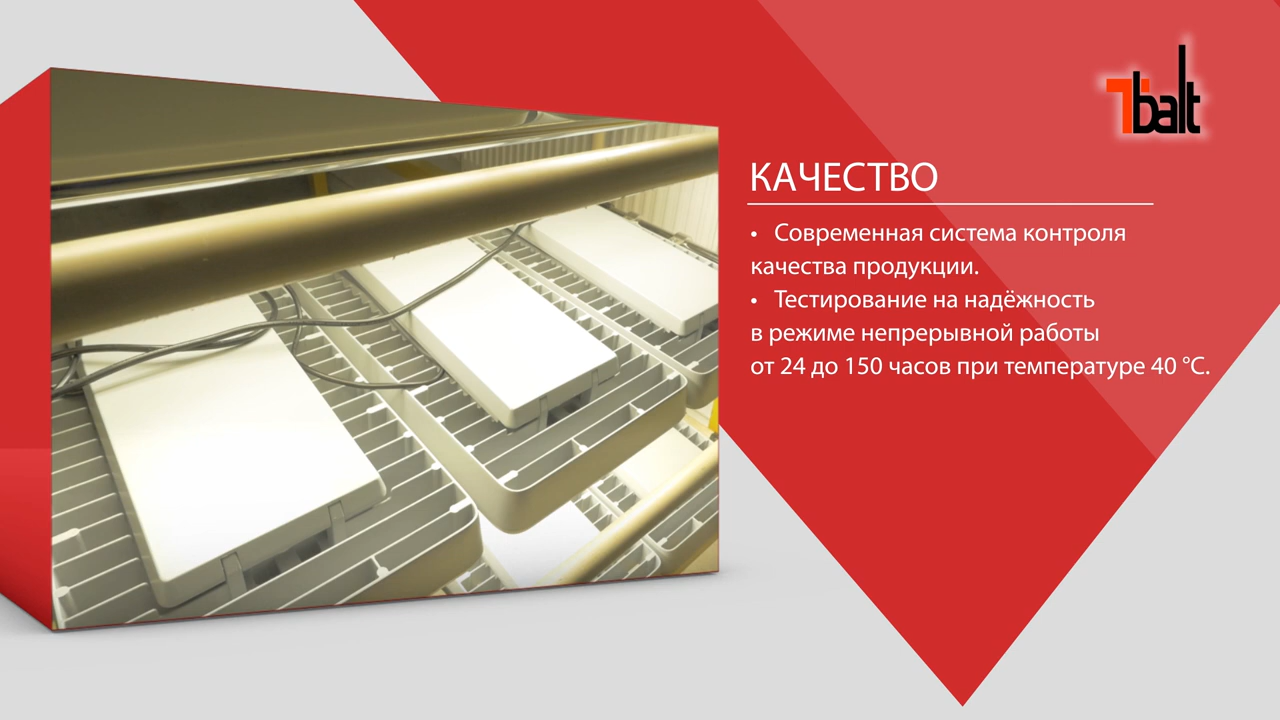 Tbalt
КАЧЕСТВО
• Современная система контроля
качества продукции.
• Тестирование на надёжность
в режиме непрерывной работы
от 24 до 150 часов при температуре 40 °С.